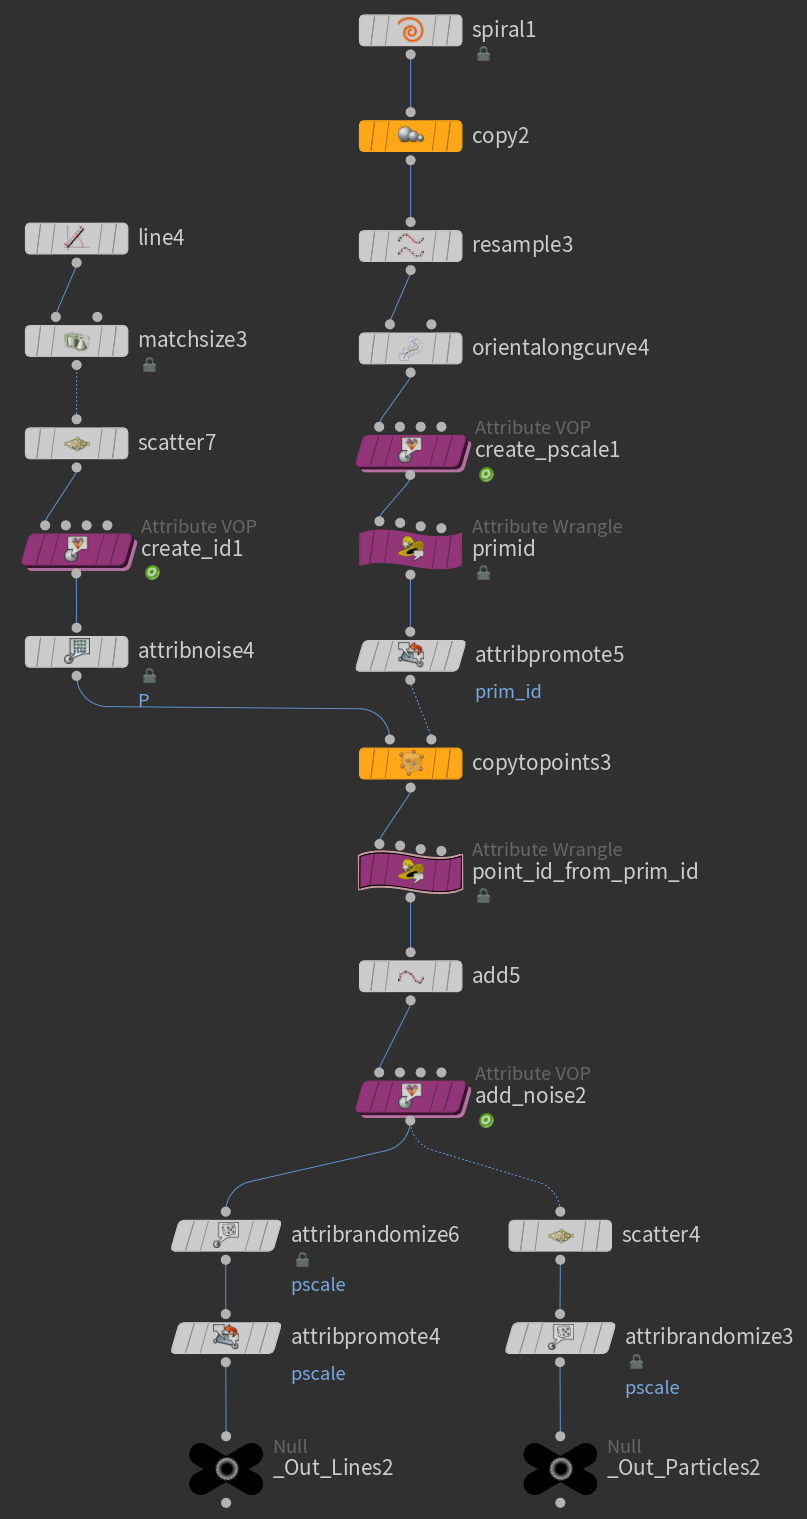 spiral1
copy2
line4
resample3
matchsize3
orientalongcurve4
scatter7
Attribute VOP
create_pscale1
Attribute VOP
create_id1
Attribute Wrangle
primid
attribnoise4
P
attribpromote5
prim_id
copytopoints3
Attribute Wrangle
point_id_from_prim_id
add5
Attribute VOP
add_noise2
attribrandomize6
pscale
scatter4
attribpromote4
pscale
attribrandomize3
pscale
Null
_Out_Lines2
Null
_Out_Particles2